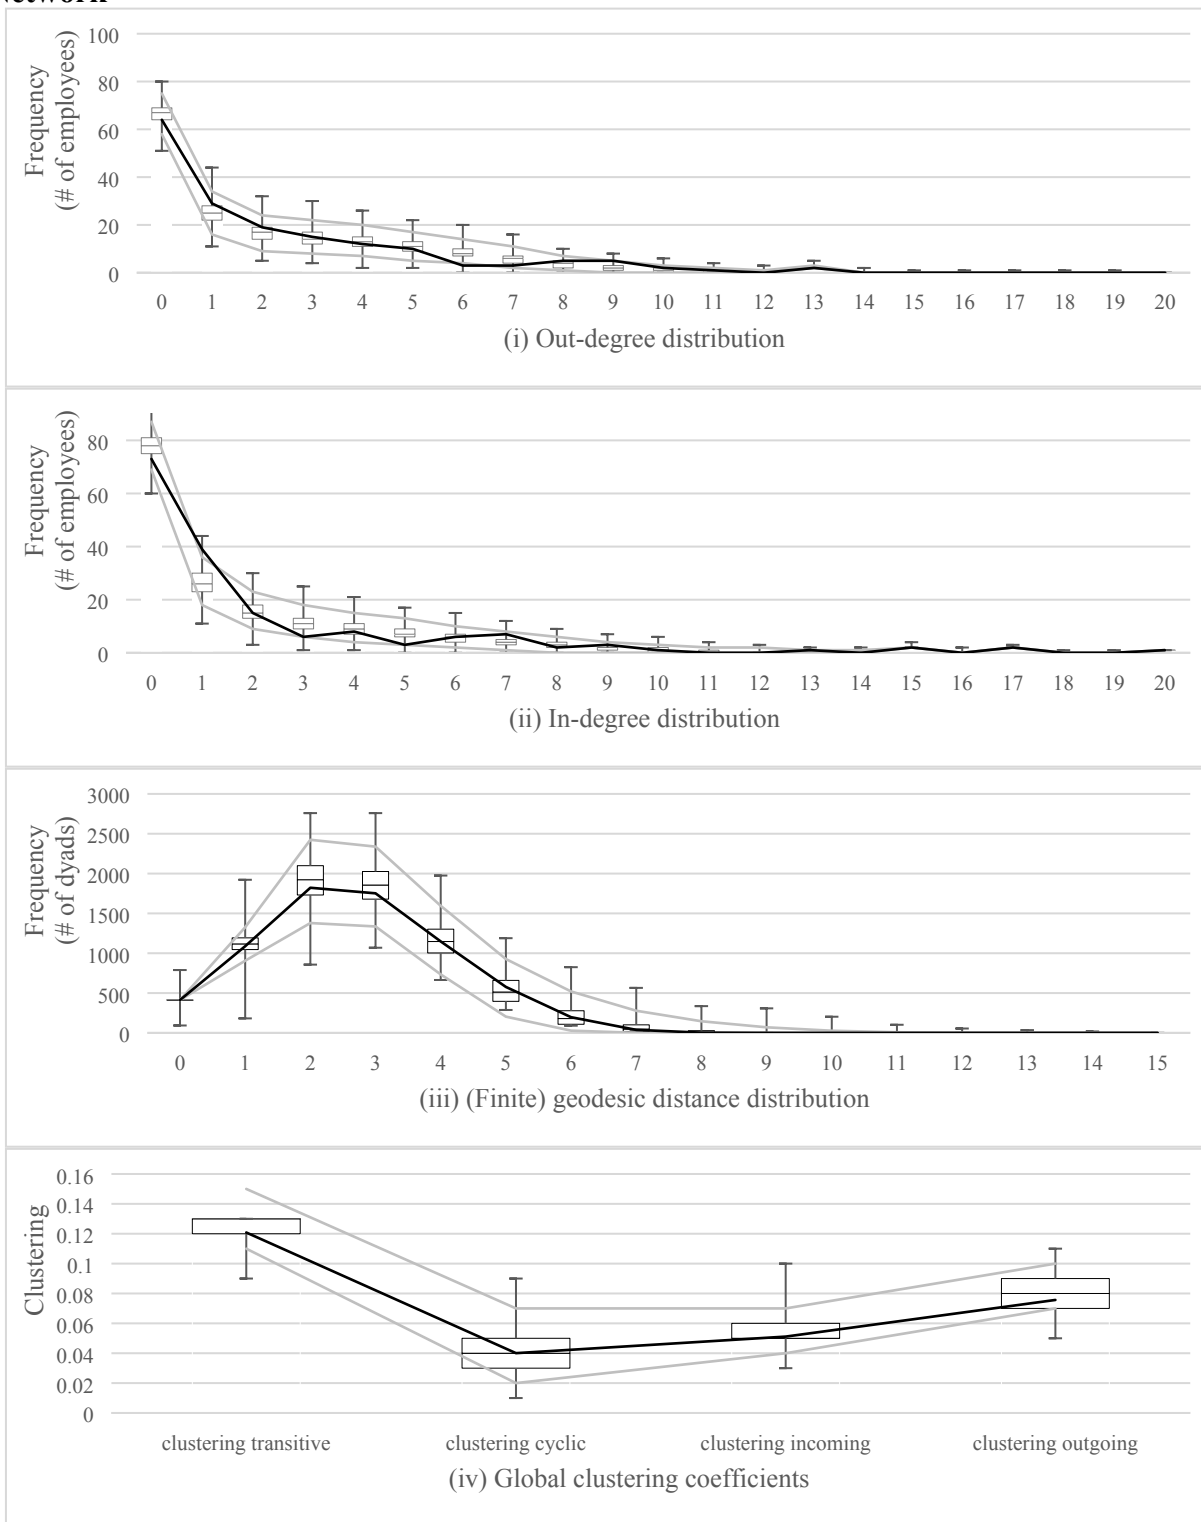 Frequency
(# of employees)
100
80
60
40
20
0
0 1 2 3 4 5 6 7 8 9 10 11 12 13 14 15 16 17 18 19 20
(i) Out-degree distribution
Frequency
(# of employees)
80
60
40
20
0
0 1 2 3 4 5 6 7 8 9 10 11 12 13 14 15 16 17 18 19 20
(ii) In-degree distribution
Frequency
(# of dyads)
3000
2500
2000
1500
1000
500
0
0 1 2 3 4 5 6 7 8 9 10 11 12 13 14 15
(iii) (Finite) geodesic distance distribution
Clustering
0.16
0.14
0.12
0.1
0.08
0.06
0.04
0.02
0
clustering transitive clustering cyclic clustering incoming clustering outgoing
(iv) Global clustering coefficients